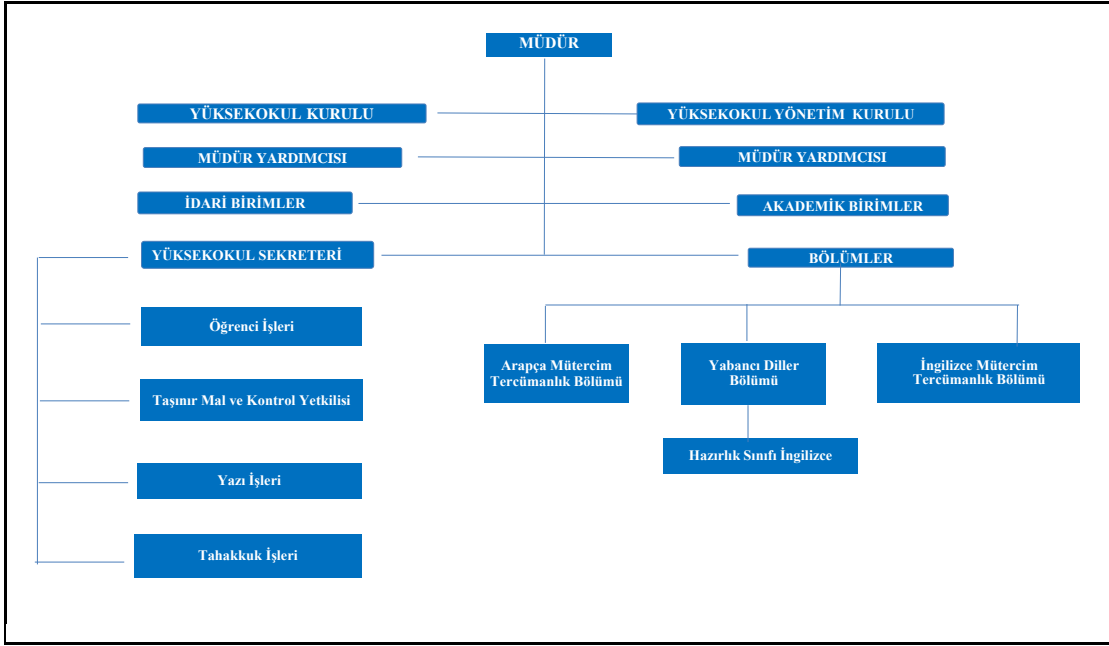 MÜDÜR
YÜKSEKOKUL KURULU
YÜKSEKOKUL YÖNETİM KURULU
MÜDÜR YARDIMCISI
MÜDÜR YARDIMCISI
İDARİ BİRİMLER
AKADEMİK BİRİMLER
YÜKSEKOKUL SEKRETERİ
BÖLÜMLER
Öğrenci İşleri
Taşınır Mal ve Kontrol Yetkilisi
Yazı İşleri
Tahakkuk İşleri
Arapça Mütercim
Tercümanlık Bölümü
Yabancı Diller
Bölümü
İngilizce Mütercim
Tercümanlık Bölümü
Hazırlık Sınıfı İngilizce